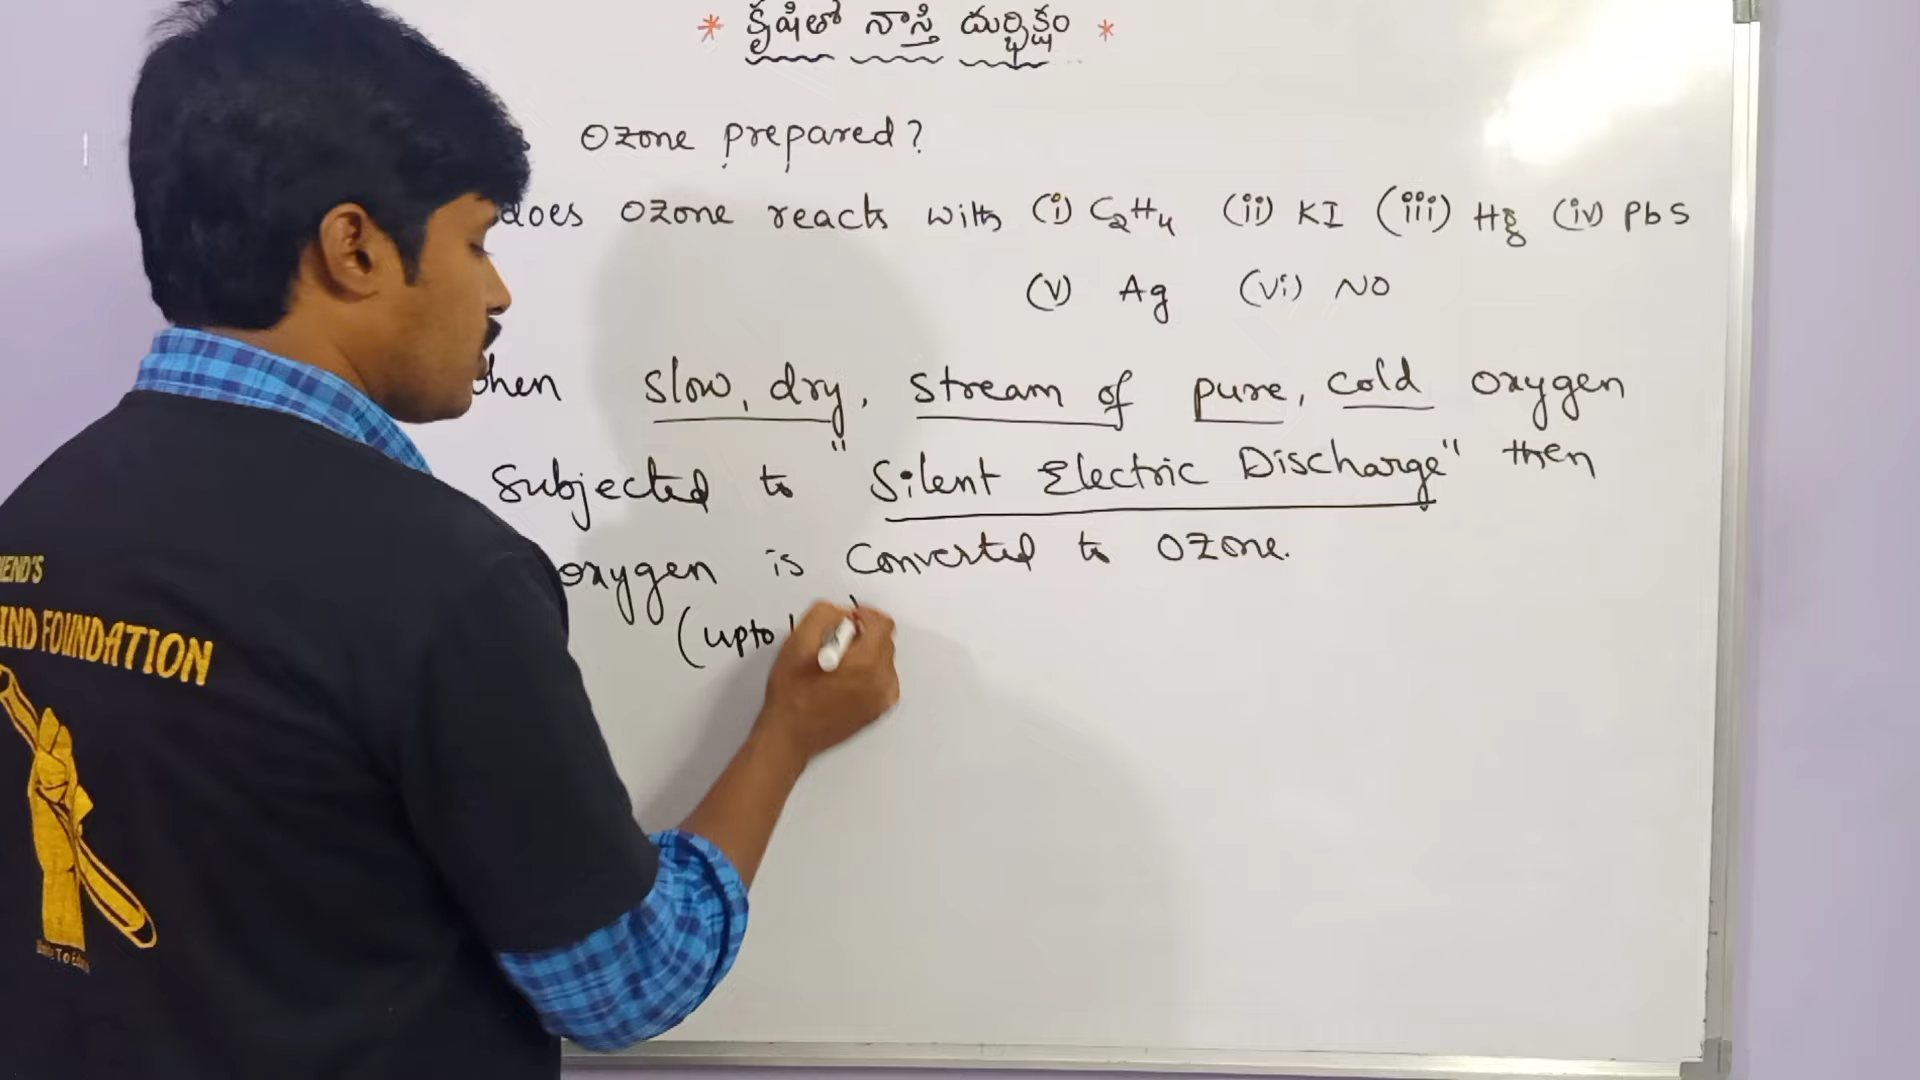 * కృషితో నాస్తి దుర్భిక్షం *
Ozone prepared?
does Ozone reacts with (i) C₂H₄ (ii) KI (iii) Hg (iv) PbS
(v) Ag (vi) NO
hen slow, dry, stream of pure, cold oxygen
Subjected to "Silent Electric Discharge" then
oxygen is Converted to Ozone.
(upto
IEND'S
IND FOUNDATION